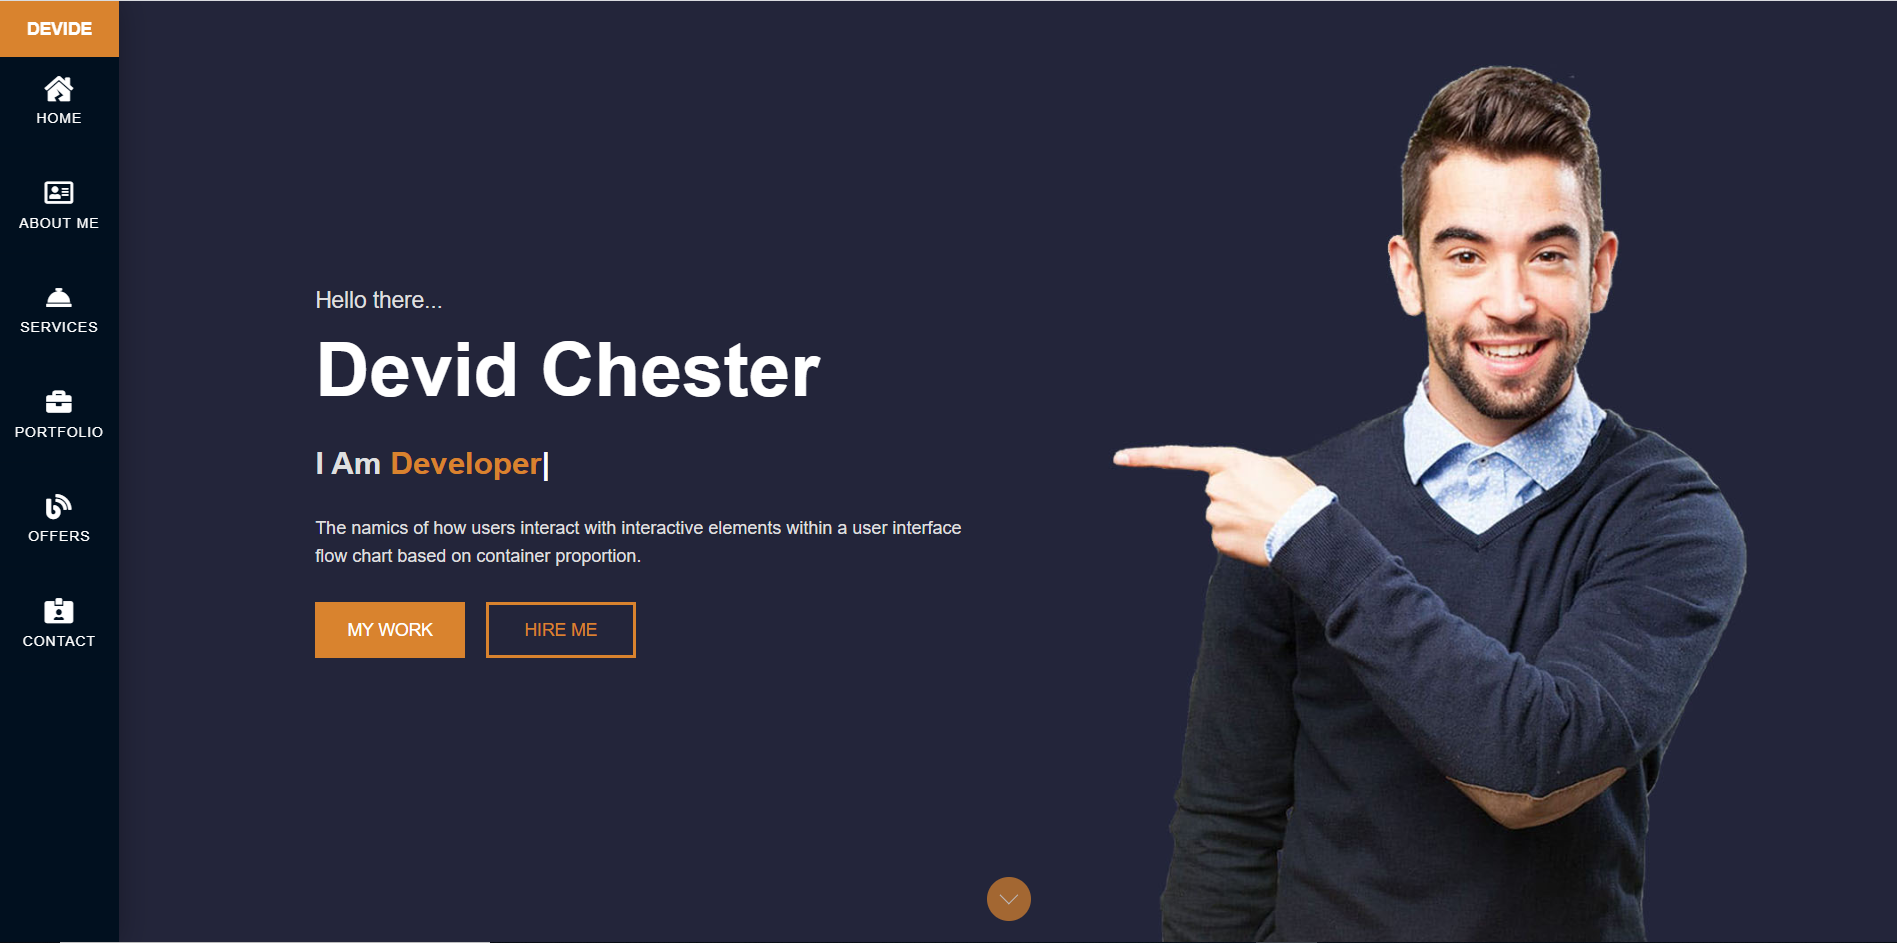 DEVIDE
HOME
ABOUT ME
SERVICES
PORTFOLIO
OFFERS
CONTACT
Hello there...
Devid Chester
I Am Developer|
The namics of how users interact with interactive elements within a user interface
flow chart based on container proportion.
MY WORK
HIRE ME